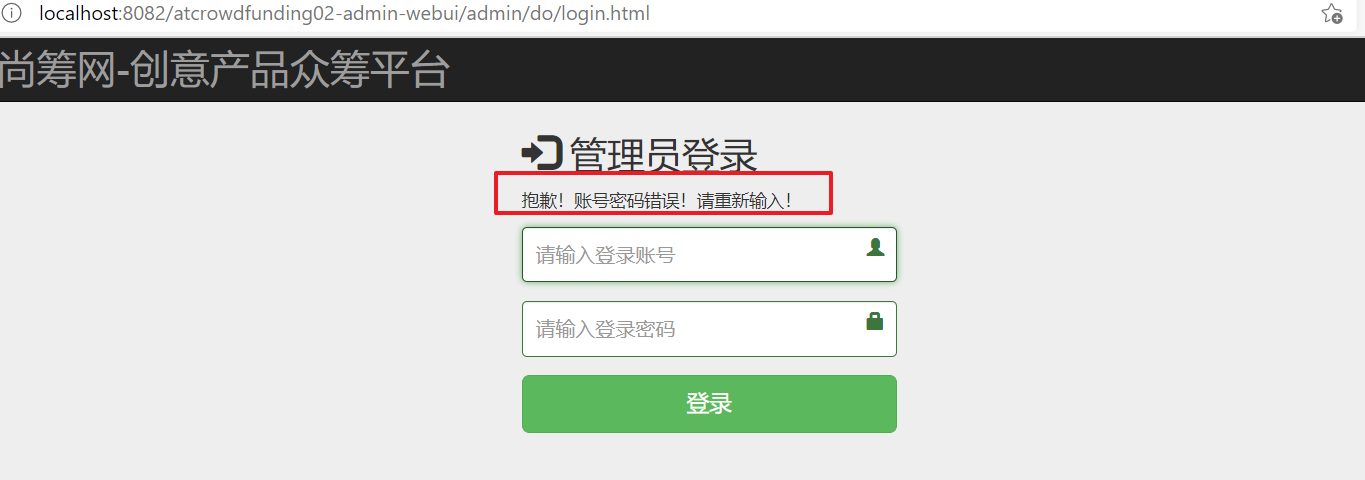 localhost:8082/atcrowdfunding02-admin-webui/admin/do/login.html
尚筹网-创意产品众筹平台
管理员登录
抱歉！账号密码错误！请重新输入！
请输入登录账号
请输入登录密码
登录